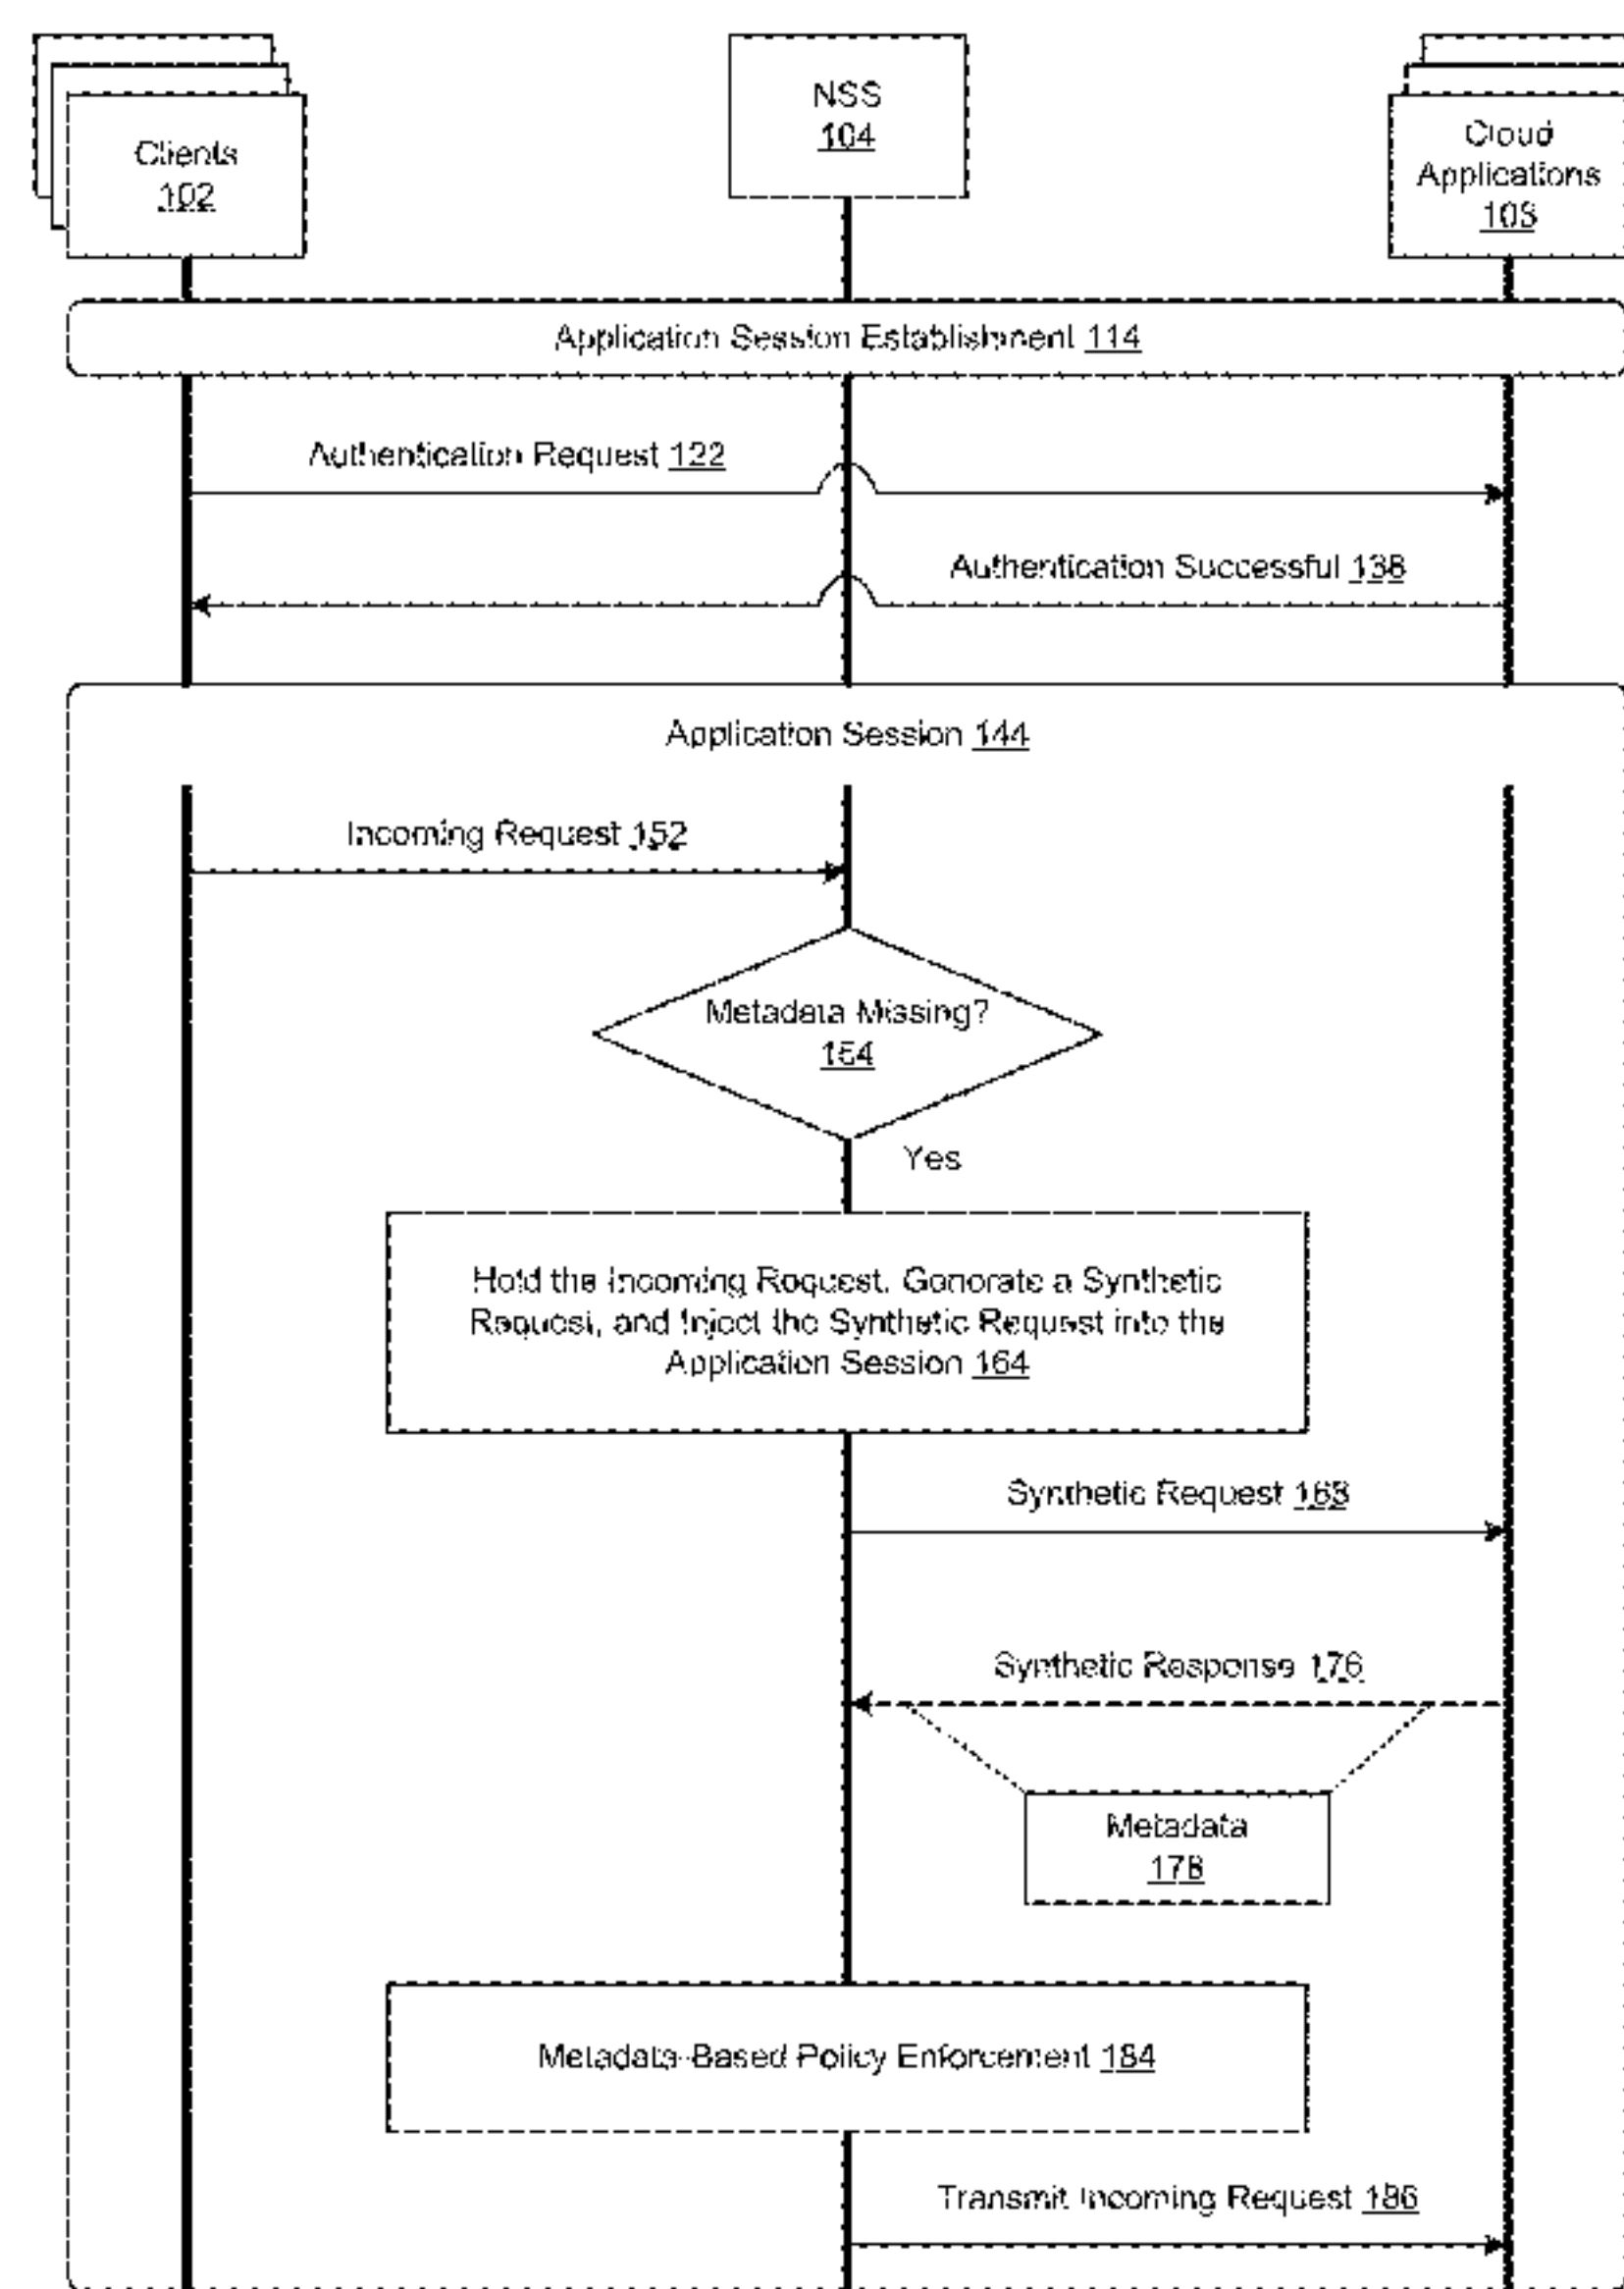 Clients
102
NSS
104
Cloud
Applications
108
Application Session Establishment 114
Authentication Request 122
Authentication Successful 138
Application Session 144
Incoming Request 152
Metadata Missing?
154
Yes
Hold the Incoming Request, Generate a Synthetic
Request, and Inject the Synthetic Request into the
Application Session 164
Synthetic Request 168
Synthetic Response 176
Metadata
178
Metadata-Based Policy Enforcement 184
Transmit Incoming Request 186